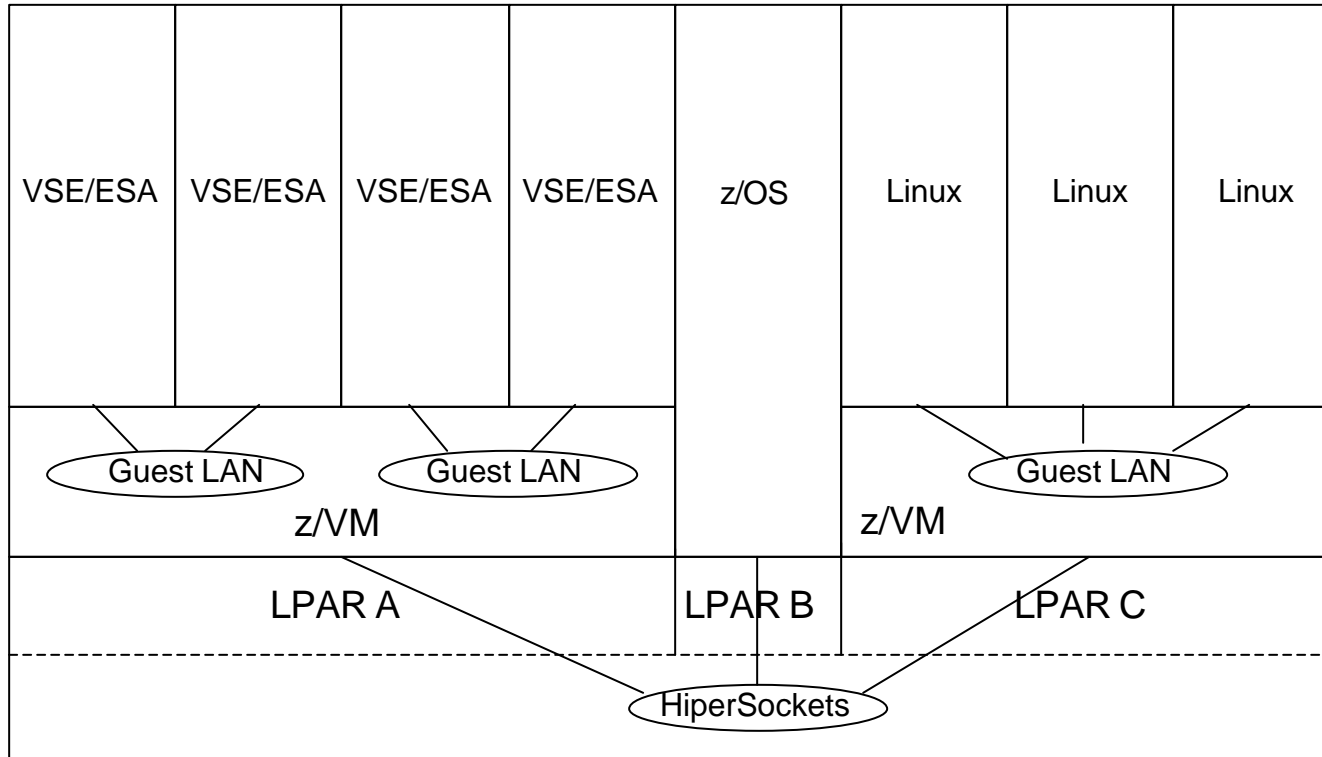 VSE/ESA
VSE/ESA
VSE/ESA
VSE/ESA
z/OS
Linux
Linux
Linux
Guest LAN
Guest LAN
Guest LAN
z/VM
z/VM
LPAR A
LPAR B
LPAR C
HiperSockets